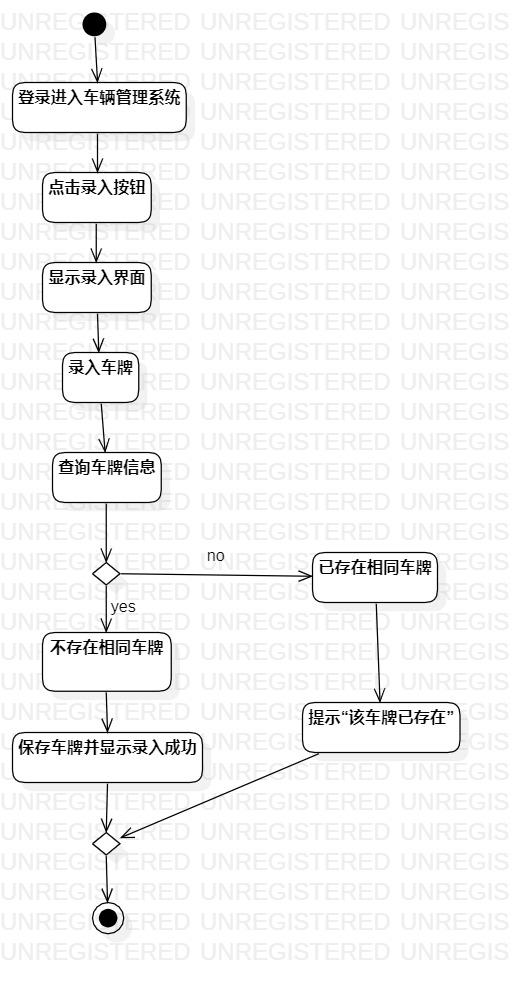 登录进入车辆管理系统
点击录入按钮
显示录入界面
录入车牌
查询车牌信息
no
已存在相同车牌
yes
不存在相同车牌
提示“该车牌已存在”
保存车牌并显示录入成功
UNREGISTERED UNREGISTERED UNREGIS